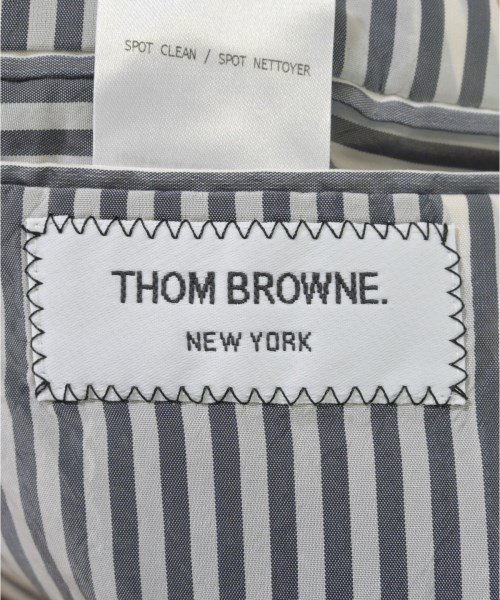 SPOT CLEAN / SPOT NETTOYER
THOM BROWNE.
NEW YORK